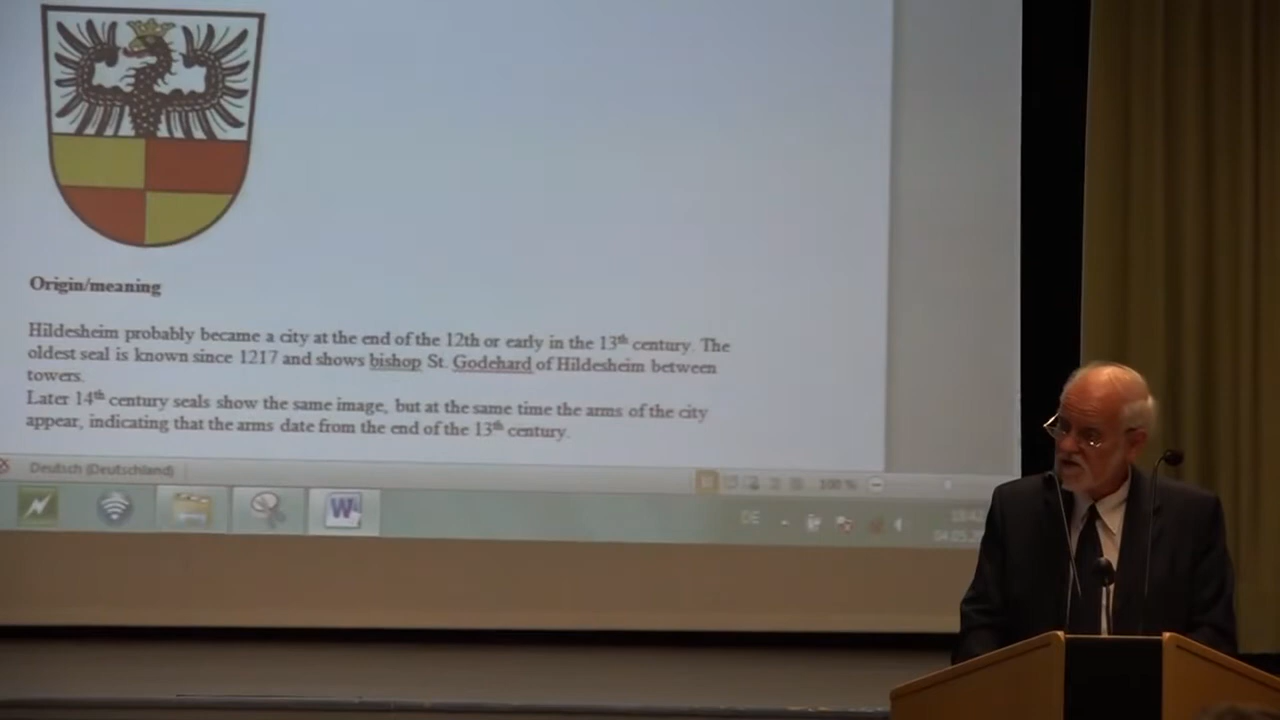 Origin/meaning
Hildesheim probably became a city at the end of the 12th or early in the 13th century. The
oldest seal is known since 1217 and shows bishop St. Godehard of Hildesheim between
towers.
Later 14th century seals show the same image, but at the same time the arms of the city
appear, indicating that the arms date from the end of the 13th century.
Deutsch (Deutschland)
100 %
W
DE